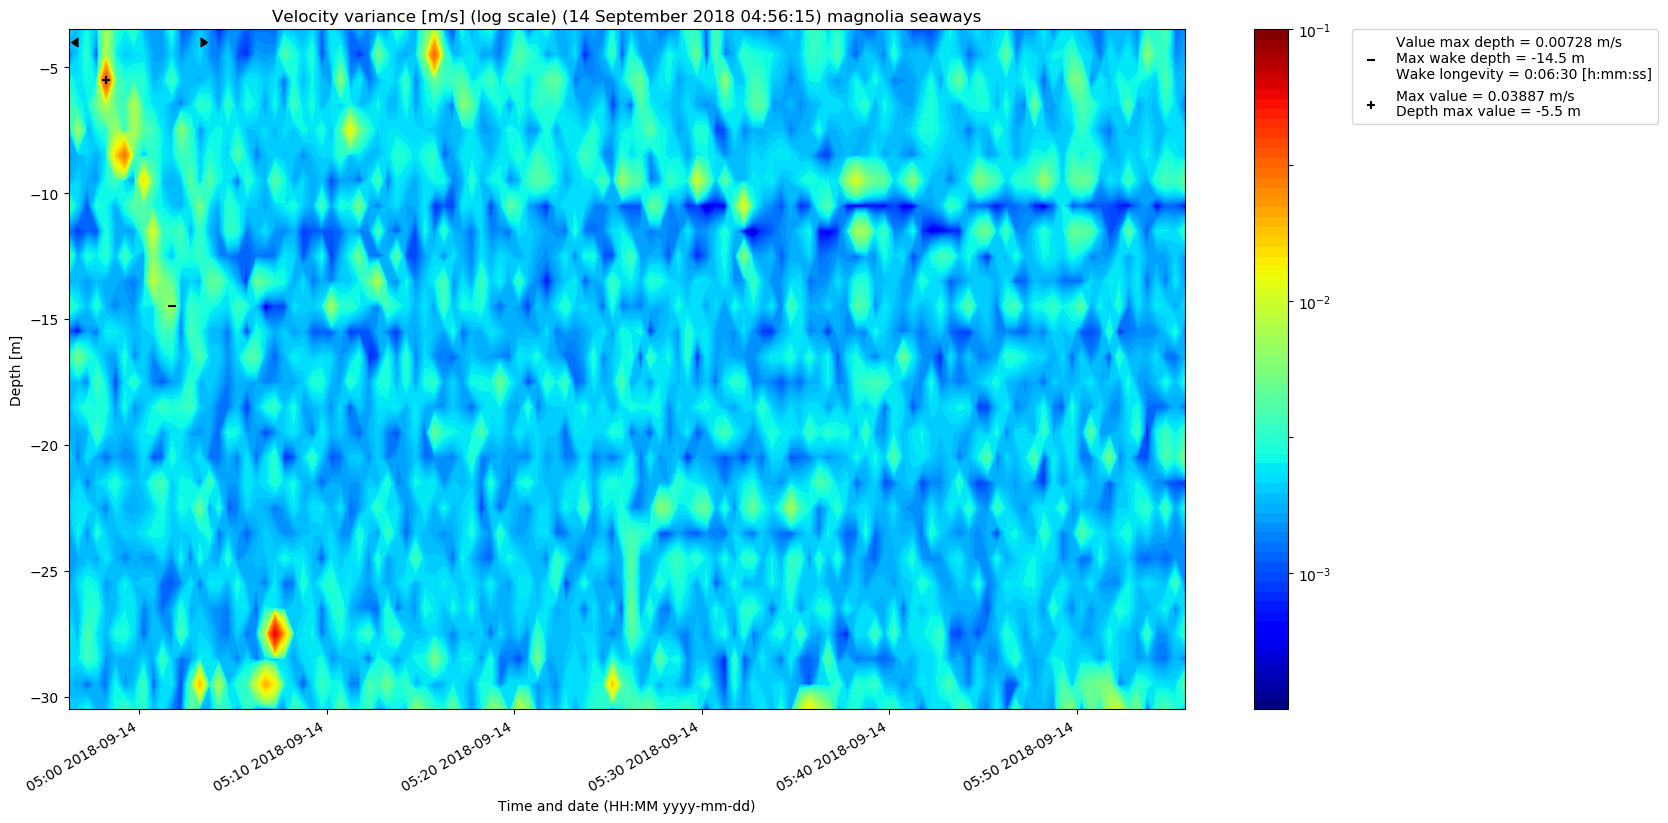 Velocity variance [m/s] (log scale) (14 September 2018 04:56:15) magnolia seaways
Value max depth = 0.00728 m/s
Max wake depth = -14.5 m
Wake longevity = 0:06:30 [h:mm:ss]
Max value = 0.03887 m/s
Depth max value = -5.5 m
10⁻¹
10⁻²
10⁻³
Depth [m]
−5
−10
−15
−20
−25
−30
05:00 2018-09-14
05:10 2018-09-14
05:20 2018-09-14
05:30 2018-09-14
05:40 2018-09-14
05:50 2018-09-14
Time and date (HH:MM yyyy-mm-dd)